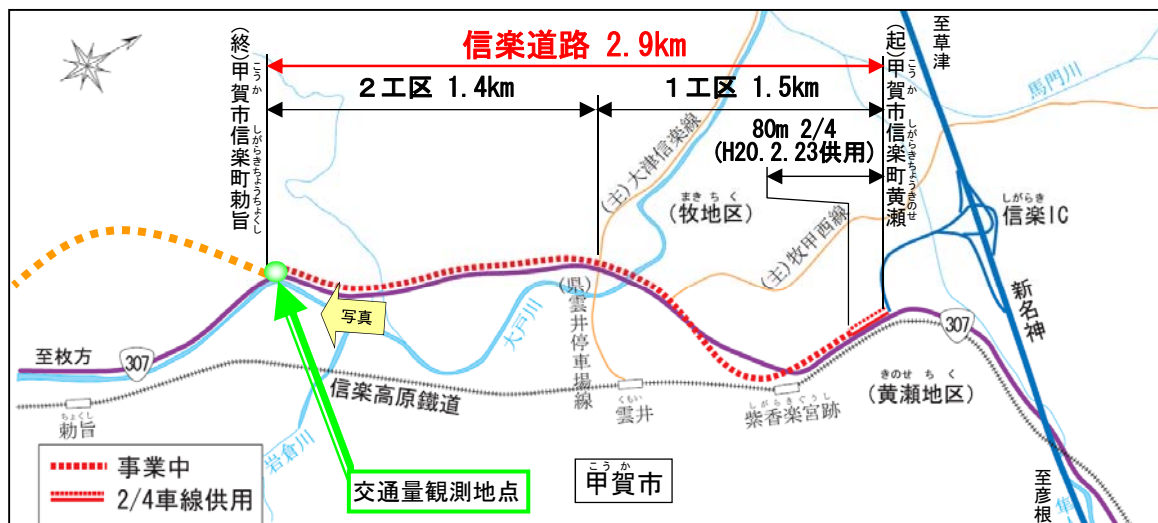 信楽道路 2.9km
２工区 1.4km
１工区 1.5km
80m 2/4
(H20.2.23供用)
(終)甲賀市信楽町勅旨
こうか
しがらきちょうちょくし
(起)甲賀市信楽町黄瀬
こうか
しがらきちょうきのせ
至草津
馬門川
(主)大津信楽線
まきちく
(牧地区)
(主)牧甲西線
しがらき
信楽IC
新名神
写真
大戸川
(県)雲井停車場線
307
至枚方
307
信楽高原鐵道
ちょくし
勅旨
くもい
雲井
しがらきぐうし
紫香楽宮跡
きのせちく
(黄瀬地区)
岩倉川
事業中
2/4車線供用
交通量観測地点
こうか
甲賀市
至彦根
隼